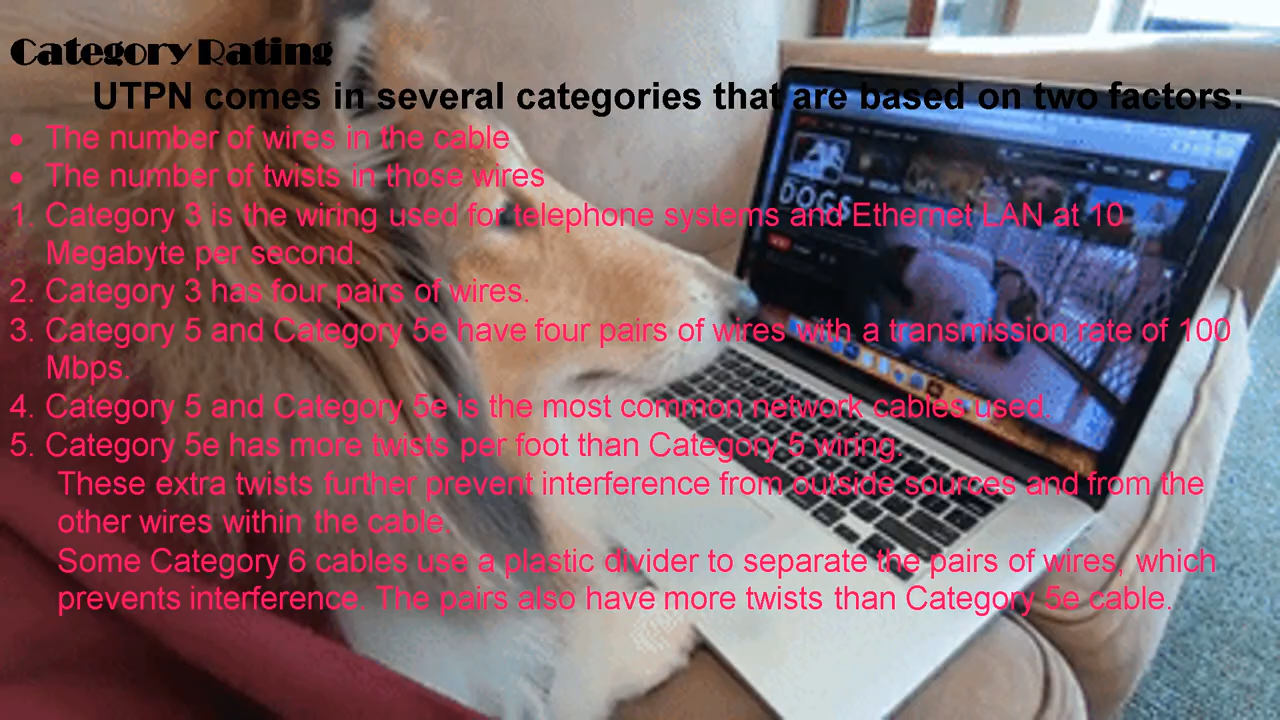 Category Rating
UTPN comes in several categories that are based on two factors:
• The number of wires in the cable
• The number of twists in those wires
1. Category 3 is the wiring used for telephone systems and Ethernet LAN at 10
Megabyte per second.
2. Category 3 has four pairs of wires.
3. Category 5 and Category 5e have four pairs of wires with a transmission rate of 100
Mbps.
4. Category 5 and Category 5e is the most common network cables used.
5. Category 5e has more twists per foot than Category 5 wiring.
These extra twists further prevent interference from outside sources and from the
other wires within the cable.
Some Category 6 cables use a plastic divider to separate the pairs of wires, which
prevents interference. The pairs also have more twists than Category 5e cable.
DOGS